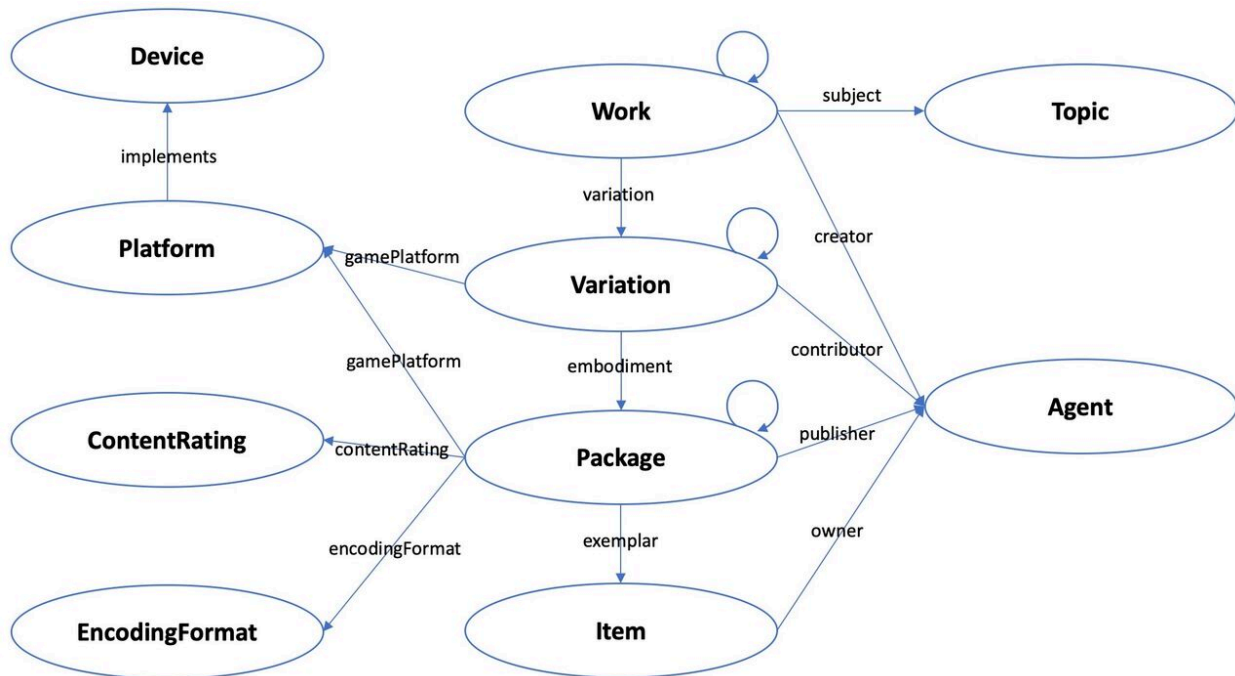 Device
Work
subject
Topic
implements
variation
Platform
gamePlatform
Variation
creator
gamePlatform
embodiment
contributor
ContentRating
contentRating
Package
publisher
Agent
encodingFormat
exemplar
owner
EncodingFormat
Item